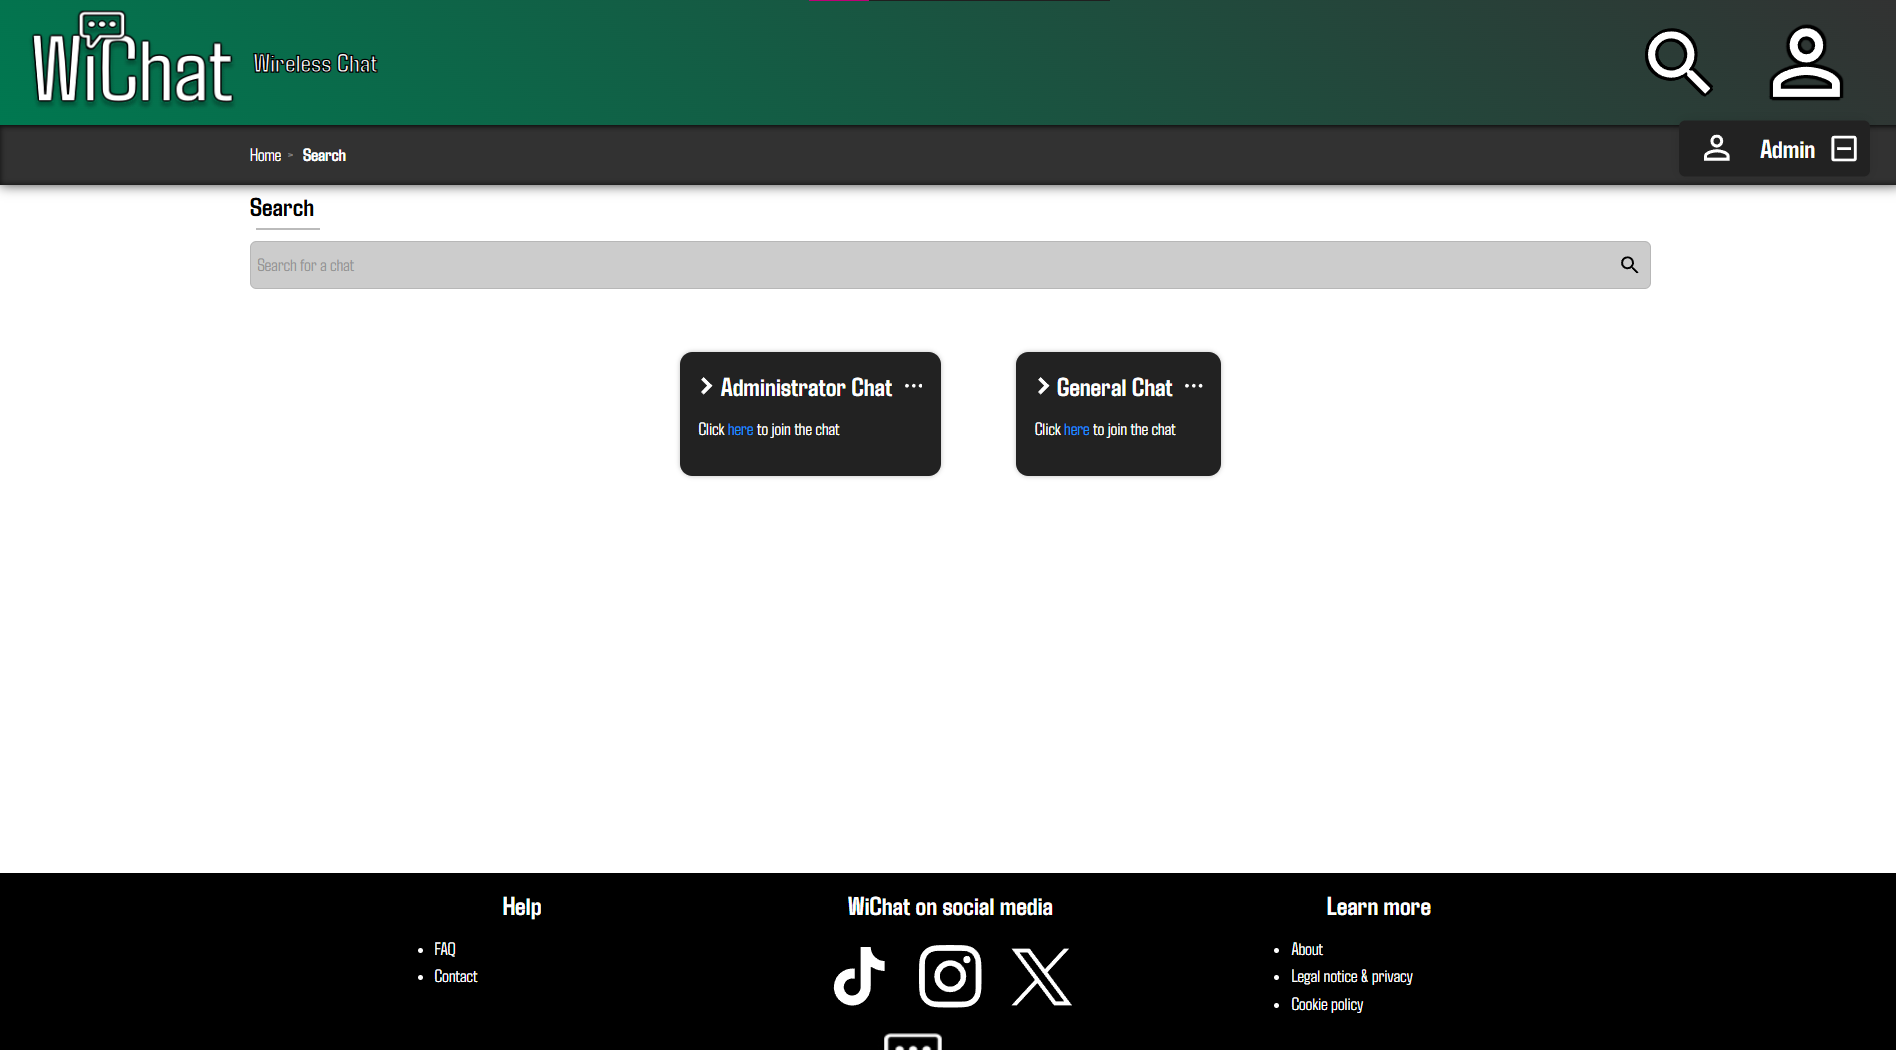 WiChat
Wireless Chat
Home > Search
Admin
Search
Search for a chat
Administrator Chat ...
Click here to join the chat
General Chat ...
Click here to join the chat
Help
FAQ
Contact
WiChat on social media
Learn more
About
Legal notice & privacy
Cookie policy